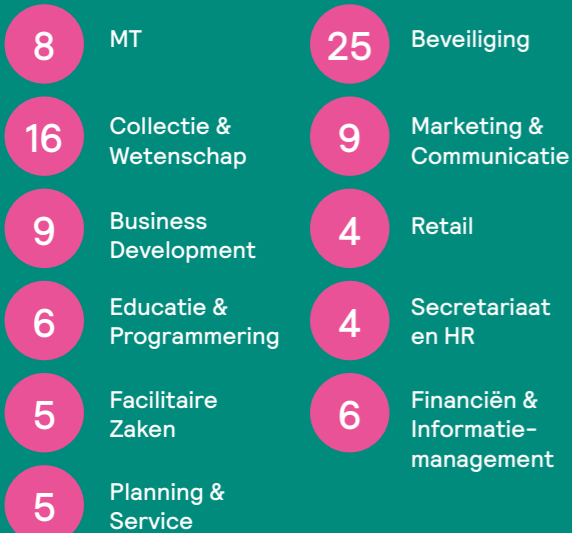 8
MT
16
Collectie &
Wetenschap
9
Business
Development
6
Educatie &
Programmering
5
Facilitaire
Zaken
5
Planning &
Service
25
Beveiliging
9
Marketing &
Communicatie
4
Retail
4
Secretariaat
en HR
6
Financiën &
Informatie-
management